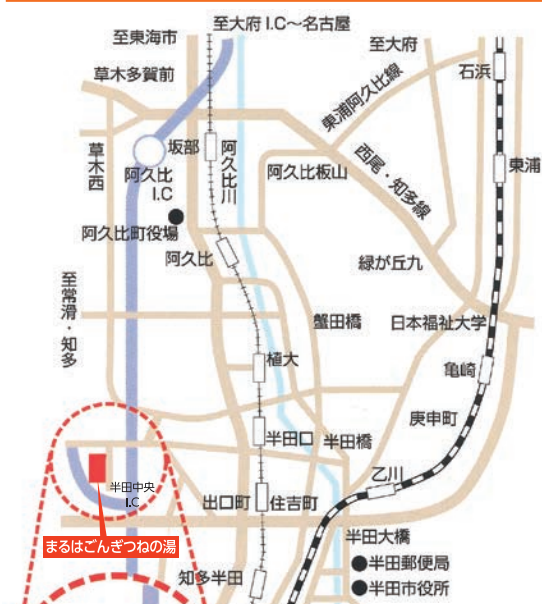 至大府 I.C～名古屋
至東海市
至大府
草木多賀前
石浜
東浦阿久比線
坂部
阿久比川
草木西
阿久比
I.C
阿久比板山
西尾・知多線
東浦
阿久比町役場
阿久比
緑が丘九
至常滑・知多
蟹田橋
日本福祉大学
植大
亀崎
庚申町
半田口
半田橋
乙川
半田中央
I.C
出口町
住吉町
半田大橋
まるはごんぎつねの湯
半田郵便局
知多半田
半田市役所